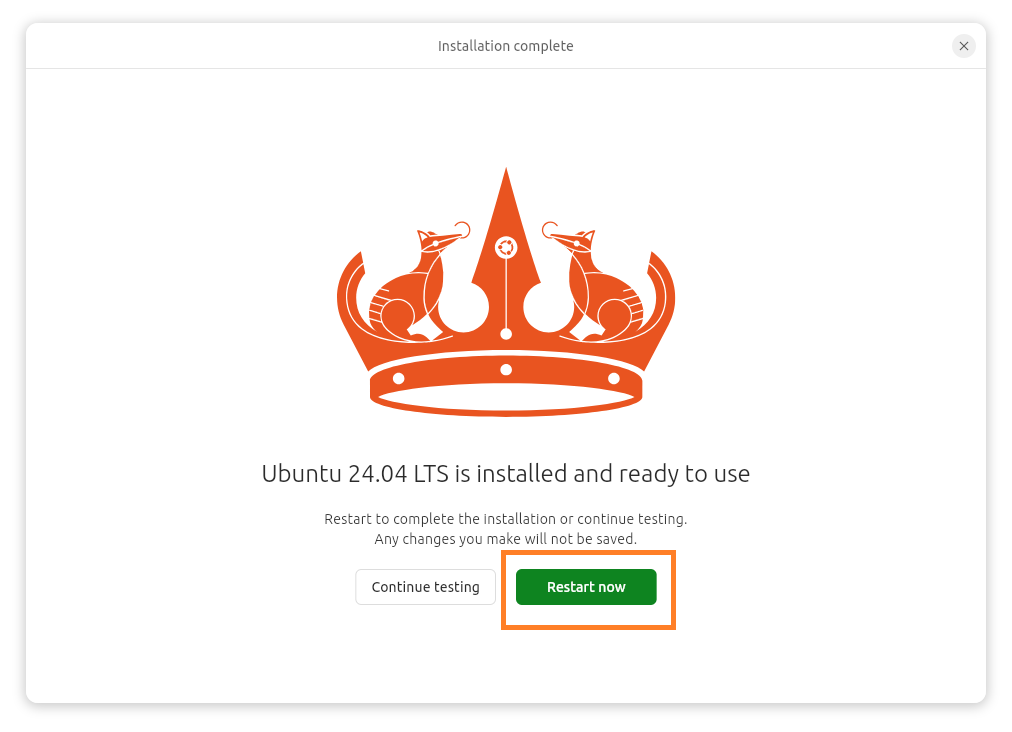 Installation complete
Ubuntu 24.04 LTS is installed and ready to use
Restart to complete the installation or continue testing.
Any changes you make will not be saved.
Continue testing
Restart now